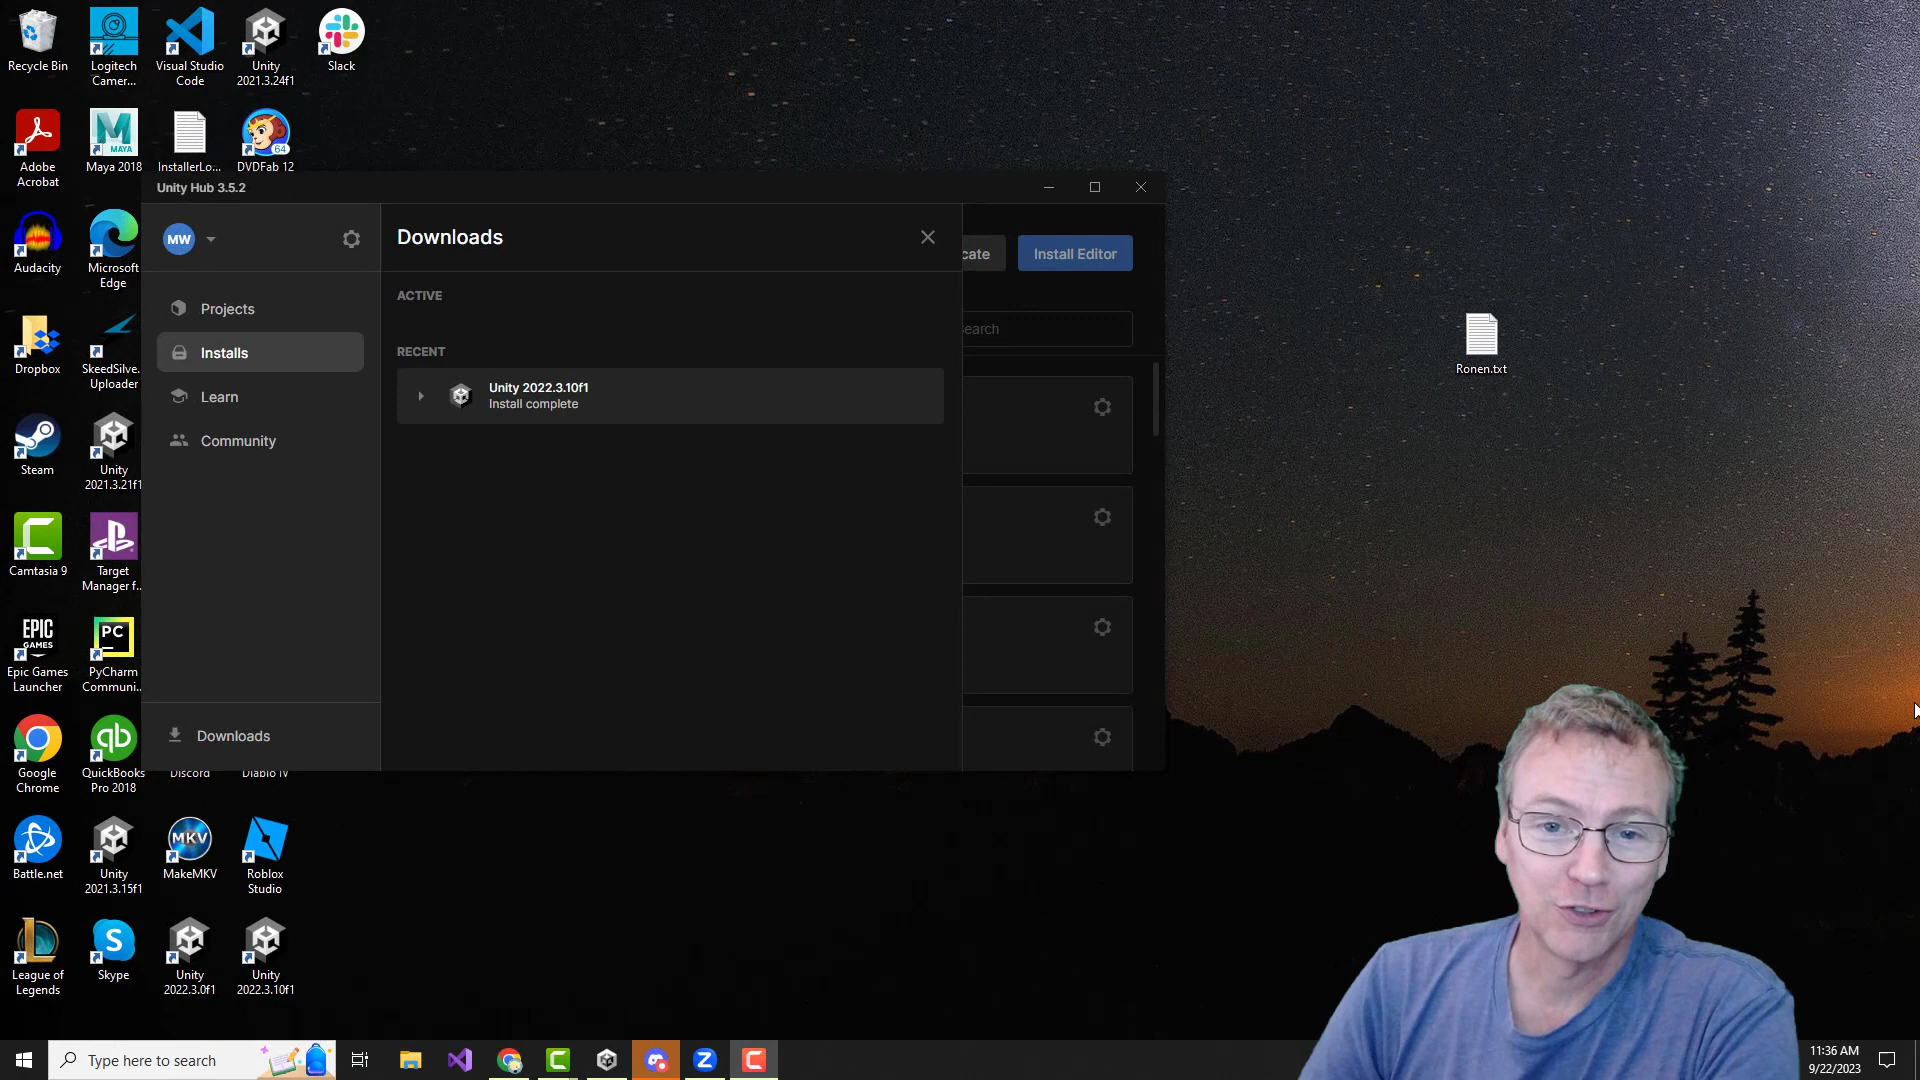 Recycle Bin
Logitech
Camer...
Visual Studio
Code
Unity
2021.3.24f1
Slack
Adobe
Acrobat
MAYA
Maya 2018
InstallerLo...
64
DVDFab 12
Unity Hub 3.5.2
MW
Downloads
cate
Install Editor
Audacity
Microsoft
Edge
Projects
ACTIVE
Installs
RECENT
earch
Dropbox
SkeedSilve...
Uploader
Ronen.txt
Learn
Unity 2022.3.10f1
Install complete
Community
Steam
Unity
2021.3.21f1
Camtasia 9
Target
Manager f...
EPIC
GAMES
PC
Epic Games
Launcher
PyCharm
Communi...
Downloads
Google
Chrome
qb
QuickBooks
Pro 2018
Discord
Diablo IV
Battle.net
Unity
2021.3.15f1
MKV
MakeMKV
Roblox
Studio
League of
Legends
Skype
Unity
2022.3.0f1
Unity
2022.3.10f1
Type here to search
11:36 AM
9/22/2023